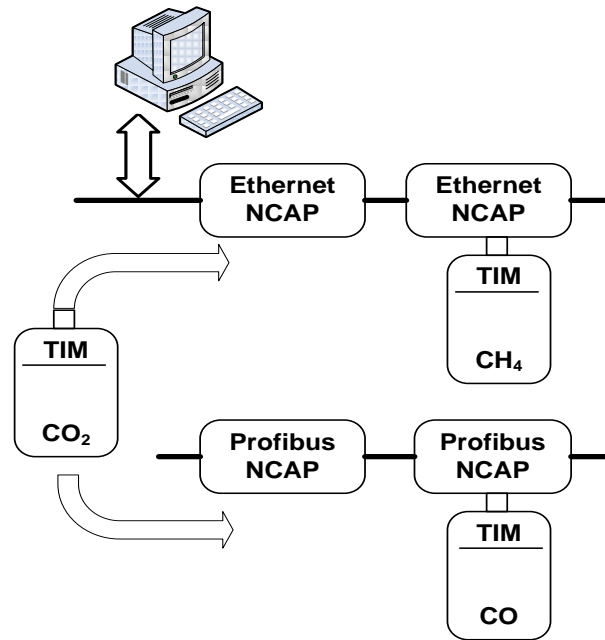 Ethernet
NCAP
Ethernet
NCAP
TIM
CH₄
TIM
CO₂
Profibus
NCAP
Profibus
NCAP
TIM
CO